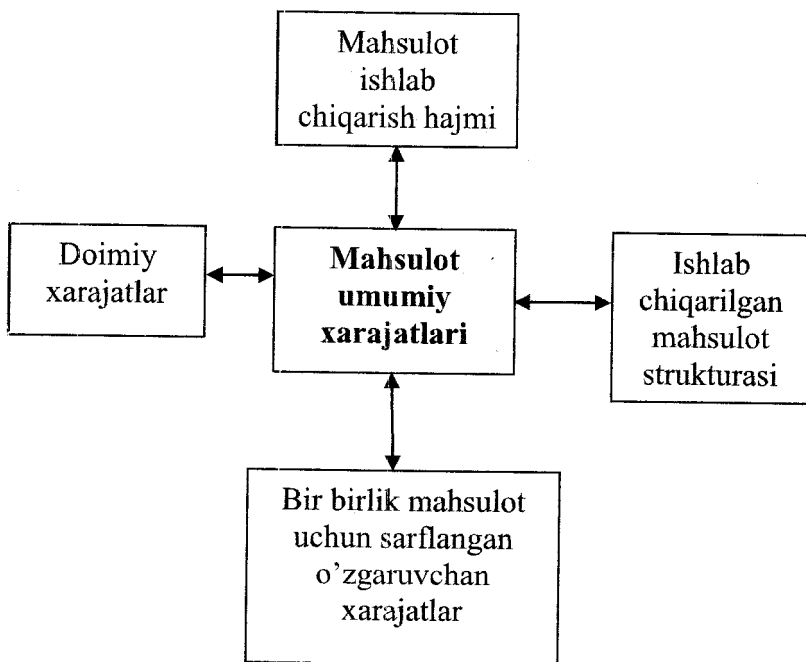 Mahsulot
ishlab
chiqarish hajmi
Doimiy
xarajatlar
Mahsulot
umumiy
xarajatlari
Ishlab
chiqarilgan
mahsulot
strukturasi
Bir birlik mahsulot
uchun sarflangan
o’zgaruvchan
xarajatlar